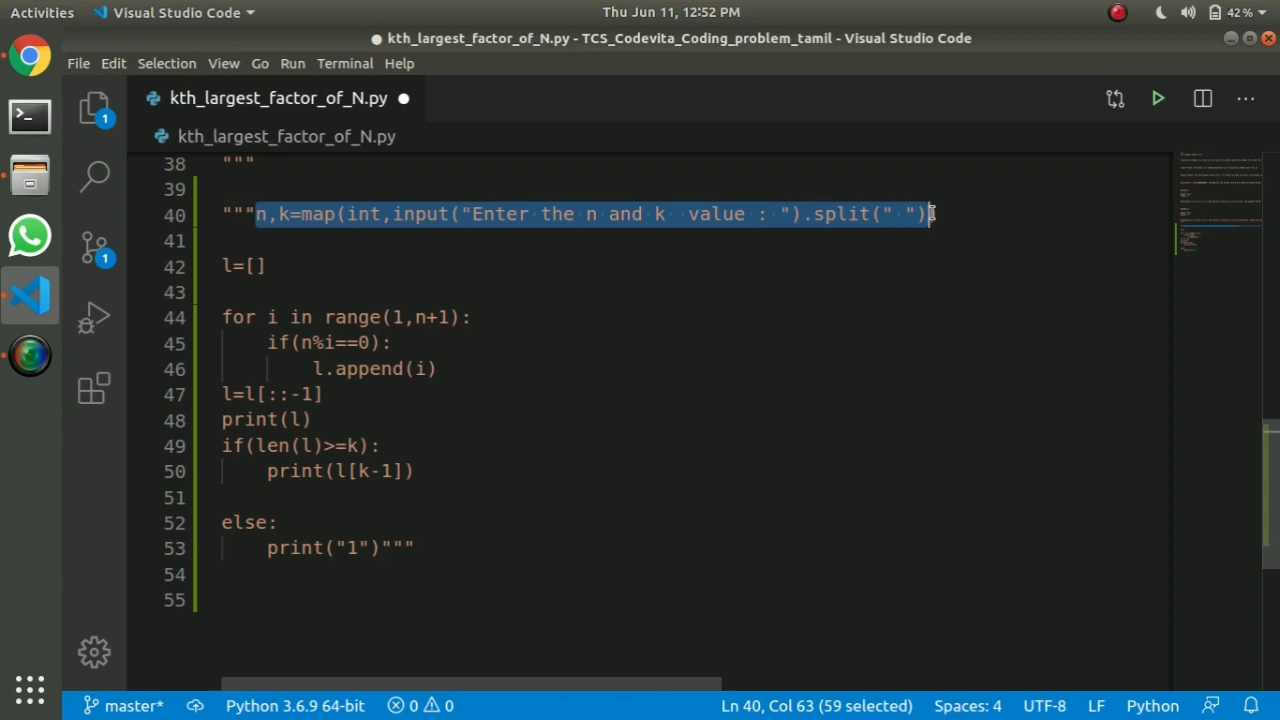 Activities Visual Studio Code Thu Jun 11, 12:52 PM 42%
kth_largest_factor_of_N.py - TCS_Codevita_Coding_problem_tamil - Visual Studio Code
File Edit Selection View Go Run Terminal Help
kth_largest_factor_of_N.py
kth_largest_factor_of_N.py
38 """
39
40 """n,k=map(int,input("Enter the n and k  value : ").split(" ")
41
42 l=[]
43
44 for i in range(1,n+1):
45     if(n%i==0):
46         l.append(i)
47 l=l[::-1]
48 print(l)
49 if(len(l)>=k):
50     print(l[k-1])
51
52 else:
53     print("1")"""
54
55
1
1
master* Python 3.6.9 64-bit 0 0 Ln 40, Col 63 (59 selected) Spaces: 4 UTF-8 LF Python